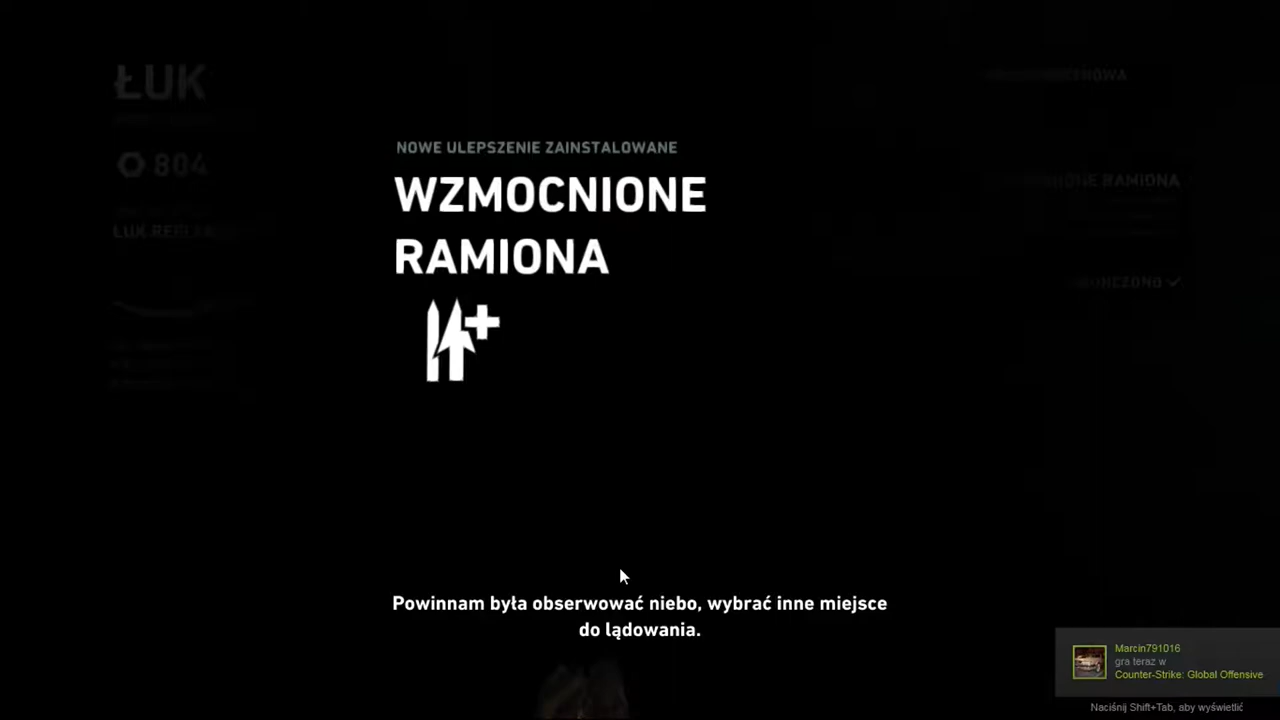 ŁUK
804
NOWE ULEPSZENIE ZAINSTALOWANE
WZMOCNIONE
RAMIONA
RAMIONA
Powinnam była obserwować niebo, wybrać inne miejsce
do lądowania.
Marcin791016
gra teraz w
Counter-Strike: Global Offensive
Naciśnij Shift+Tab, aby wyświetlić